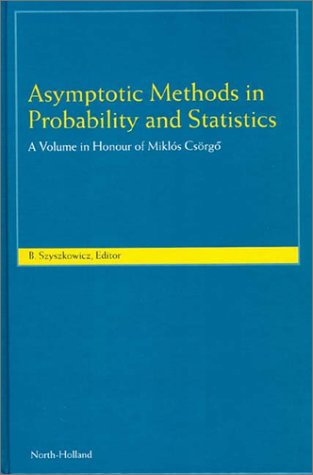 Asymptotic Methods in
Probability and Statistics
A Volume in Honour of Miklós Csörgő
B. Szyszkowicz, Editor
North-Holland